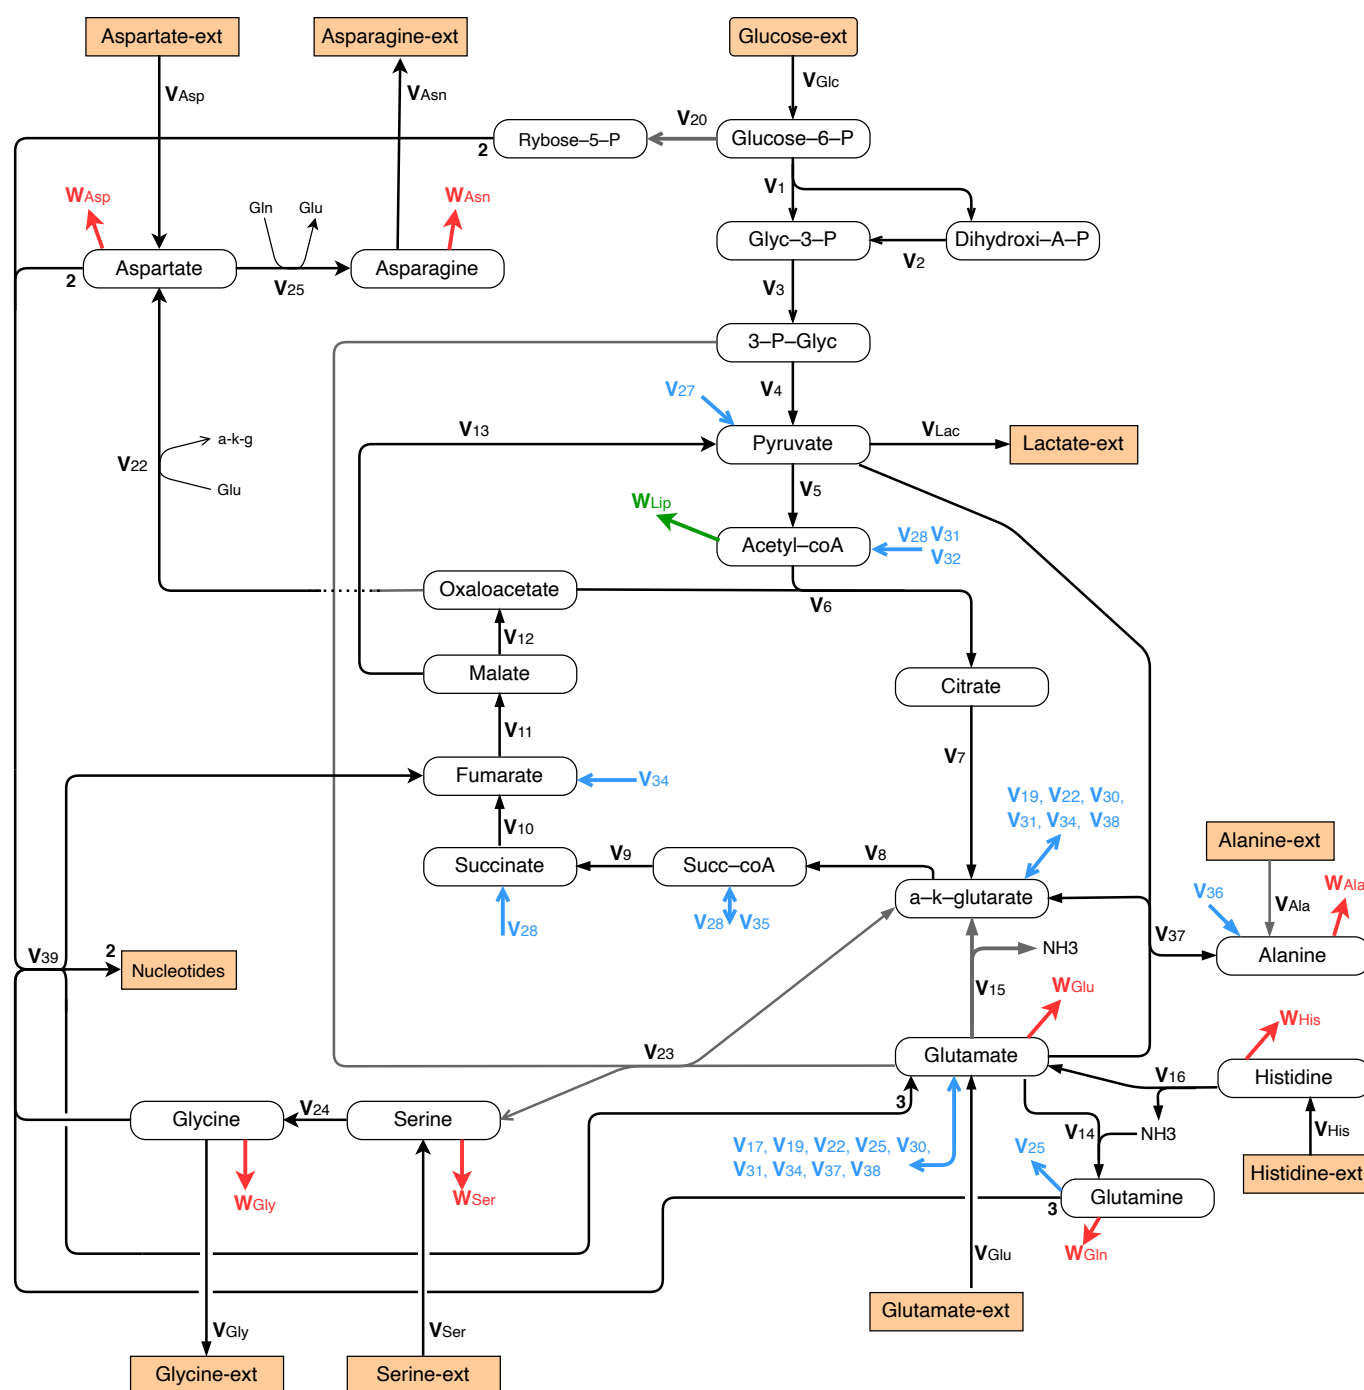 Aspartate-ext
Asparagine-ext
Glucose-ext
VAsp
VAsn
VGlc
V20
Rybose–5–P
2
Glucose–6–P
V1
WAsp
WAsn
Gln
Glu
Glyc–3–P
V2
Dihydroxi–A–P
Aspartate
2
V25
Asparagine
V3
3–P–Glyc
V4
V27
V13
Pyruvate
VLac
Lactate-ext
a-k-g
V22
Glu
V5
WLip
Acetyl–coA
V28 V31
V32
Oxaloacetate
V6
V12
Malate
Citrate
V11
V7
Fumarate
V34
V19, V22, V30,
V31, V34, V38
V10
Succinate
V9
Succ–coA
V8
a–k–glutarate
Alanine-ext
V36
VAla
WAla
V28
V28 V35
V37
Alanine
V39
2
Nucleotides
NH3
V15
WGlu
WHis
V23
Glutamate
V16
Histidine
3
Glycine
V24
Serine
V14
NH3
VHis
V17, V19, V22, V25, V30,
V31, V34, V37, V38
V25
Histidine-ext
WGly
WSer
Glutamine
3
WGln
VGlu
Glutamate-ext
VGly
VSer
Glycine-ext
Serine-ext